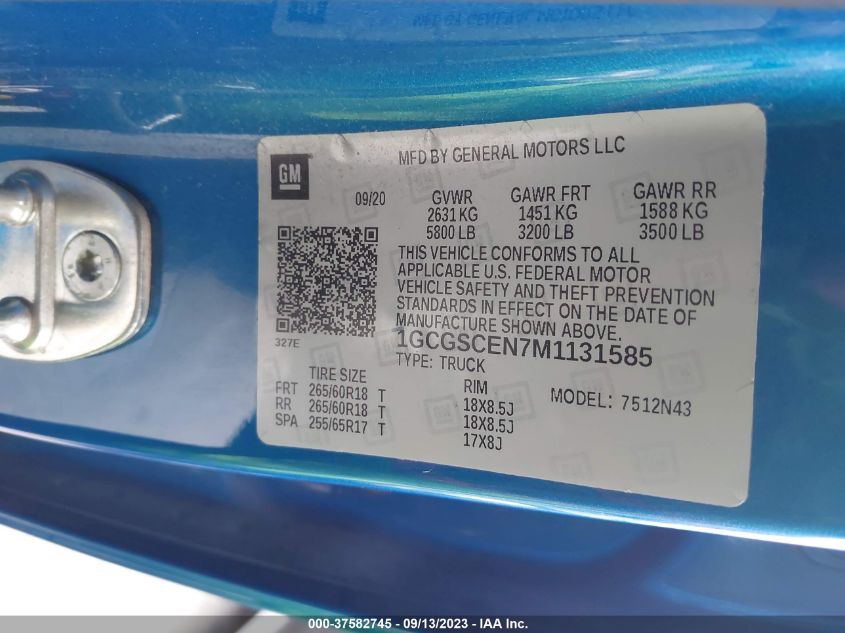 GM
MFD BY GENERAL MOTORS LLC
09/20 GVWR GAWR FRT GAWR RR
2631 KG 1451 KG 1588 KG
5800 LB 3200 LB 3500 LB
THIS VEHICLE CONFORMS TO ALL
APPLICABLE U.S. FEDERAL MOTOR
VEHICLE SAFETY AND THEFT PREVENTION
STANDARDS IN EFFECT ON THE DATE OF
MANUFACTURE SHOWN ABOVE.
327E
1GCGSCEN7M1131585
TYPE: TRUCK
TIRE SIZE RIM MODEL: 7512N43
FRT 265/60R18 T 18X8.5J
RR 265/60R18 T 18X8.5J
SPA 255/65R17 T 17X8J
000-37582745 - 09/13/2023 - IAA Inc.